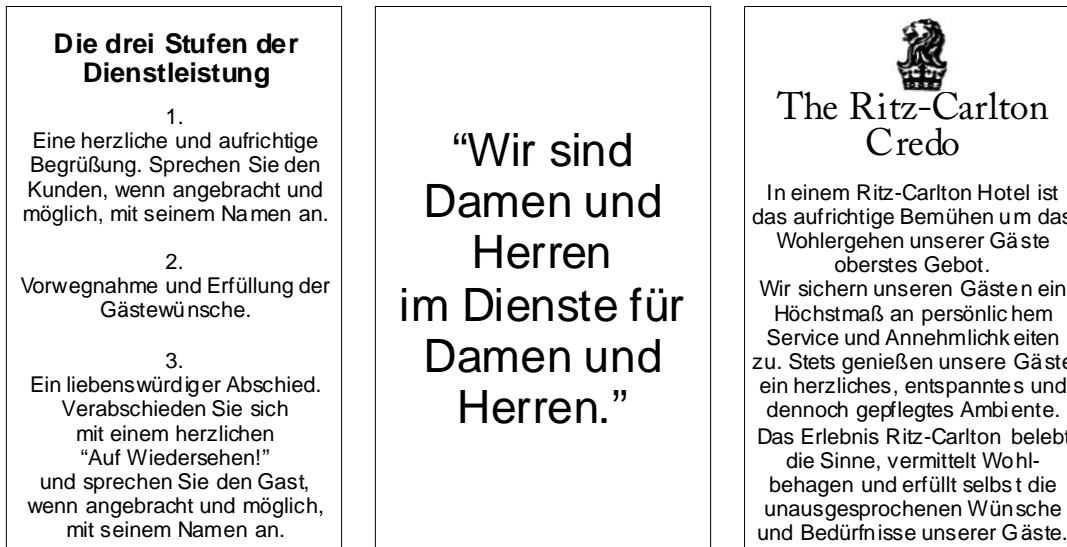 Die drei Stufen der
Dienstleistung
1.
Eine herzliche und aufrichtige
Begrüßung. Sprechen Sie den
Kunden, wenn angebracht und
möglich, mit seinem Namen an.
2.
Vorwegnahme und Erfüllung der
Gästewünsche.
3.
Ein liebenswürdiger Abschied.
Verabschieden Sie sich
mit einem herzlichen
“Auf Wiedersehen!”
und sprechen Sie den Gast,
wenn angebracht und möglich,
mit seinem Namen an.
“Wir sind
Damen und
Herren
im Dienste für
Damen und
Herren.”
The Ritz-Carlton
Credo
In einem Ritz-Carlton Hotel ist
das aufrichtige Bemühen um das
Wohlergehen unserer Gäste
oberstes Gebot.
Wir sichern unseren Gästen ein
Höchstmaß an persönlichem
Service und Annehmlichkeiten
zu. Stets genießen unsere Gäste
ein herzliches, entspanntes und
dennoch gepflegtes Ambiente.
Das Erlebnis Ritz-Carlton belebt
die Sinne, vermittelt Wohl-
behagen und erfüllt selbst die
unausgesprochenen Wünsche
und Bedürfnisse unserer Gäste.